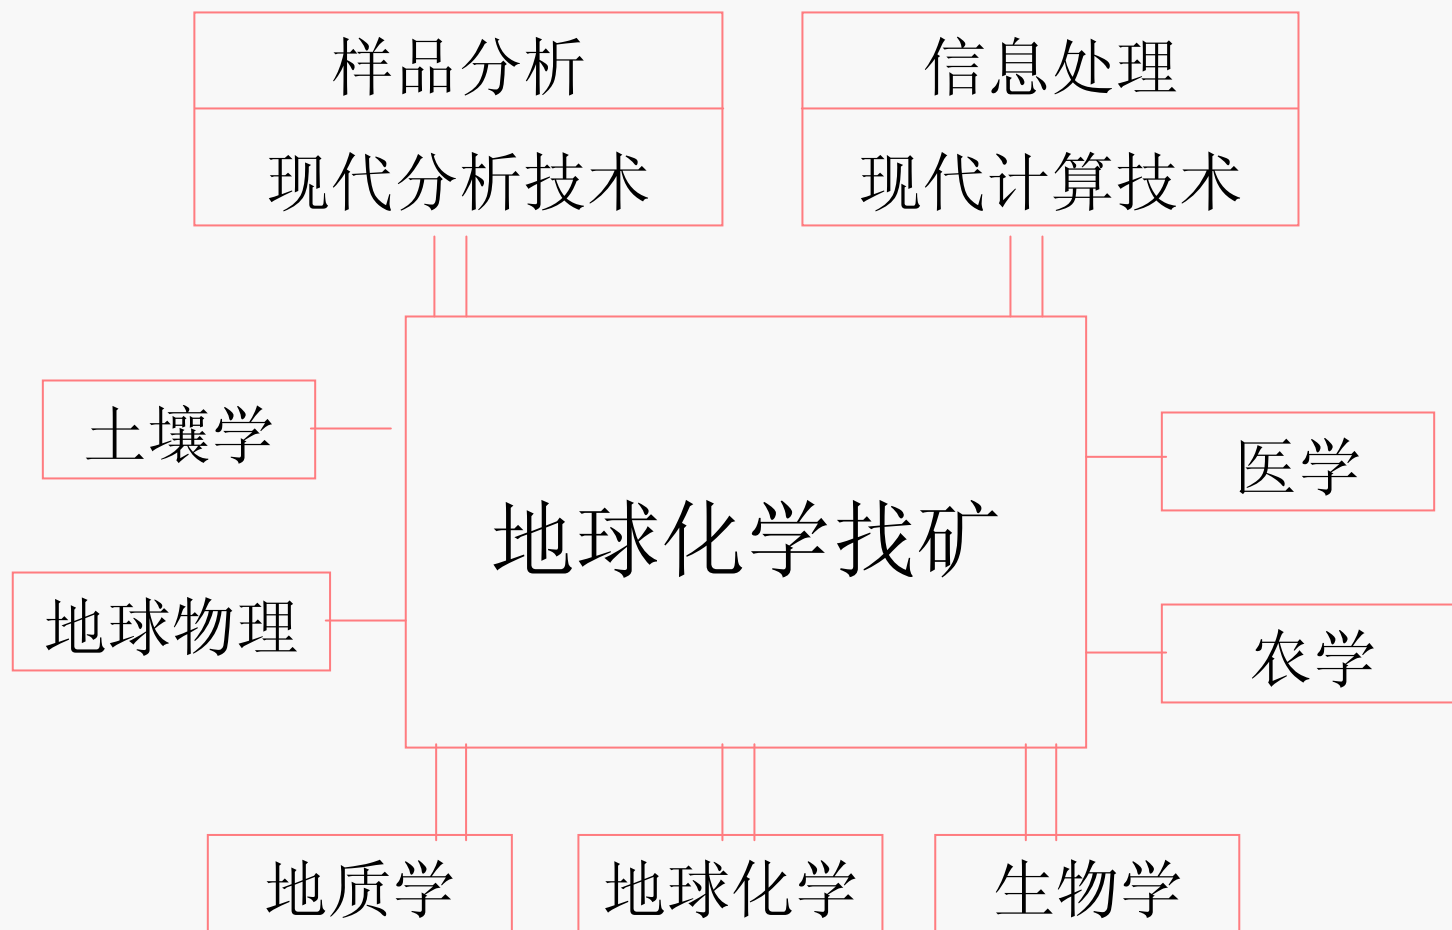 样品分析
现代分析技术
信息处理
现代计算技术
土壤学
医学
地球化学找矿
地球物理
农学
地质学
地球化学
生物学